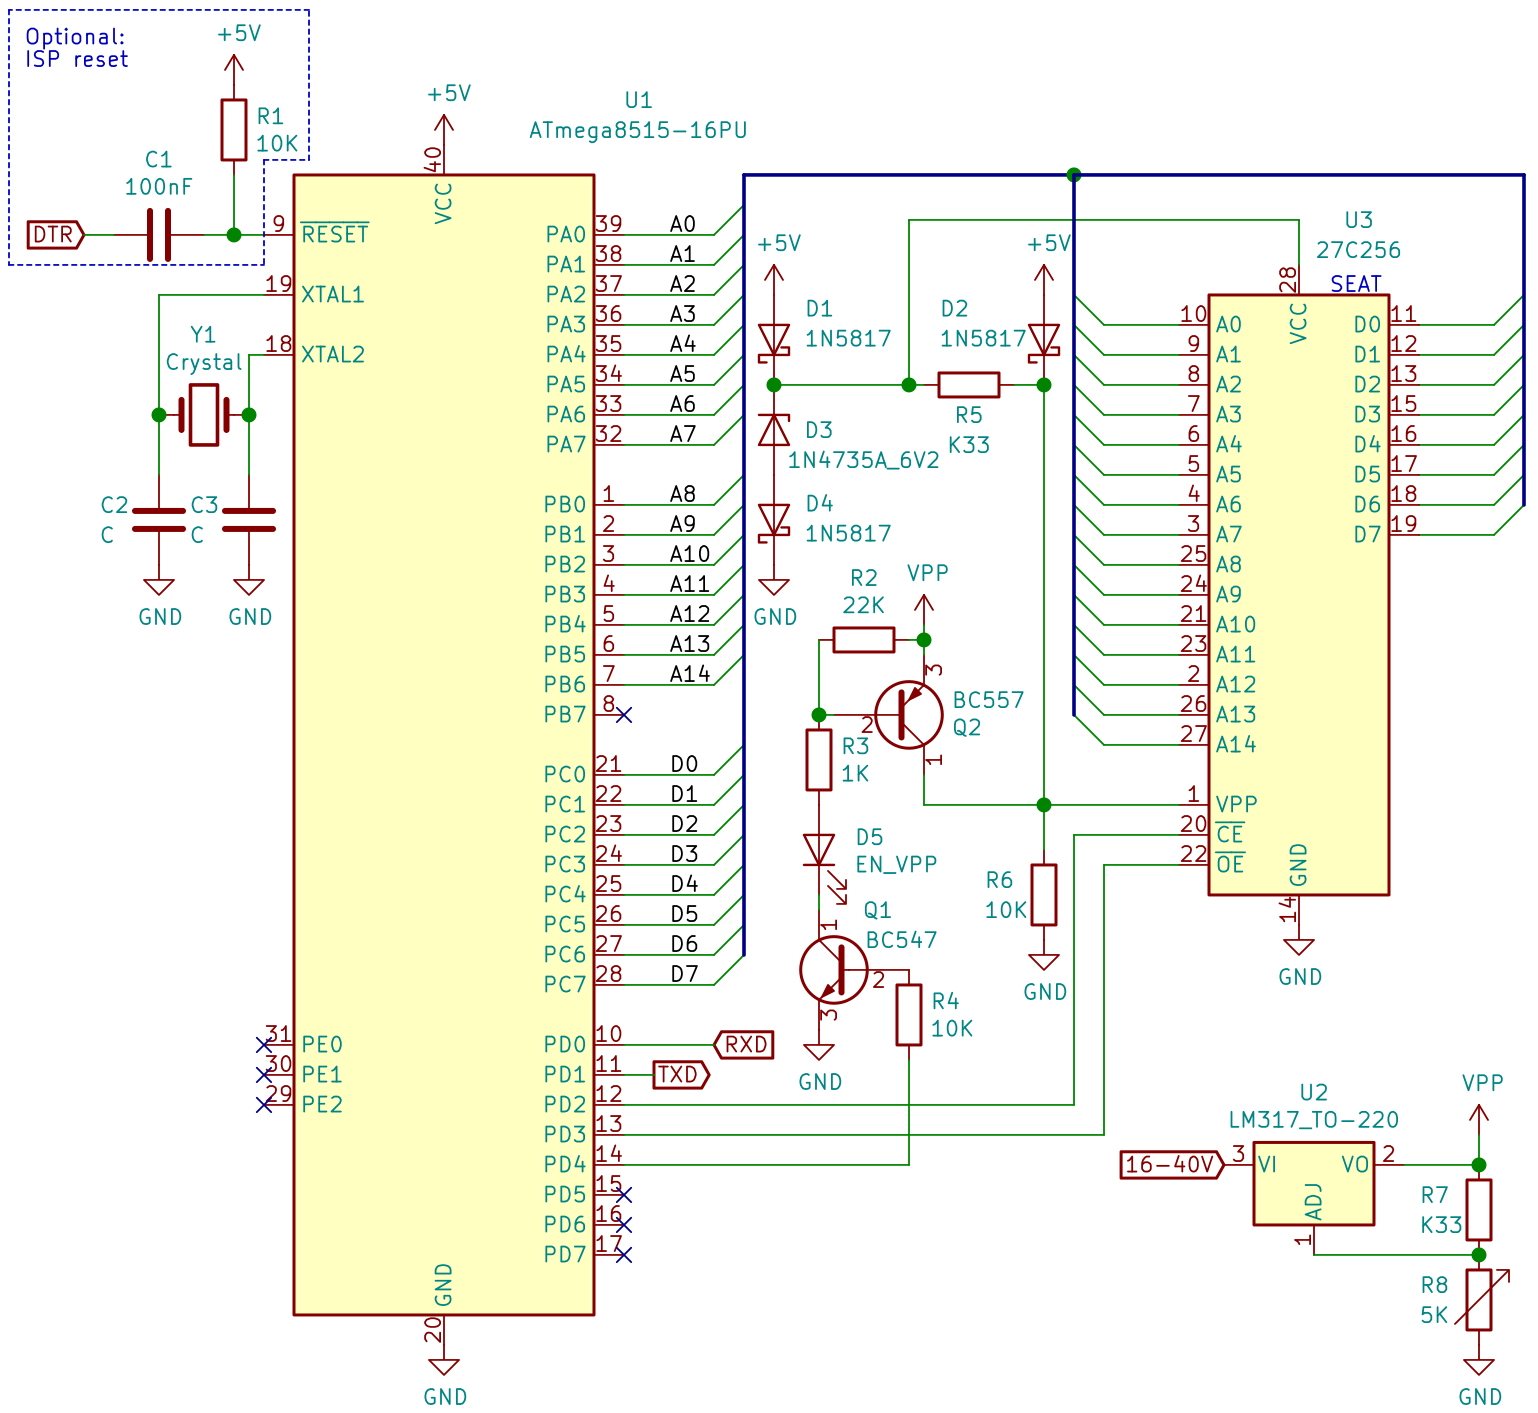 Optional:
ISP reset
+5V
R1
10K
C1
100nF
DTR
+5V
U1
ATmega8515-16PU
40
VCC
9
RESET
19
XTAL1
18
XTAL2
Y1
Crystal
C2
C
C3
C
GND
GND
31
PE0
30
PE1
29
PE2
GND
20
GND
PA0
39
A0
PA1
38
A1
PA2
37
A2
PA3
36
A3
PA4
35
A4
PA5
34
A5
PA6
33
A6
PA7
32
A7
PB0
1
A8
PB1
2
A9
PB2
3
A10
PB3
4
A11
PB4
5
A12
PB5
6
A13
PB6
7
A14
PB7
8
PC0
21
D0
PC1
22
D1
PC2
23
D2
PC3
24
D3
PC4
25
D4
PC5
26
D5
PC6
27
D6
PC7
28
D7
PD0
10
RXD
PD1
11
TXD
PD2
12
PD3
13
PD4
14
PD5
15
PD6
16
PD7
17
+5V
D1
1N5817
D3
1N4735A_6V2
D4
1N5817
GND
+5V
D2
1N5817
R5
K33
R2
22K
VPP
3
2
1
BC557
Q2
R3
1K
D5
EN_VPP
Q1
BC547
1
2
3
GND
R4
10K
R6
10K
GND
U3
27C256
SEAT
28
VCC
10
A0
9
A1
8
A2
7
A3
6
A4
5
A5
4
A6
3
A7
25
A8
24
A9
21
A10
23
A11
2
A12
26
A13
27
A14
1
VPP
20
CE
22
OE
D0
11
D1
12
D2
13
D3
15
D4
16
D5
17
D6
18
D7
19
GND
14
GND
U2
LM317_TO-220
16-40V
3
VI
VO
2
ADJ
1
VPP
R7
K33
R8
5K
GND